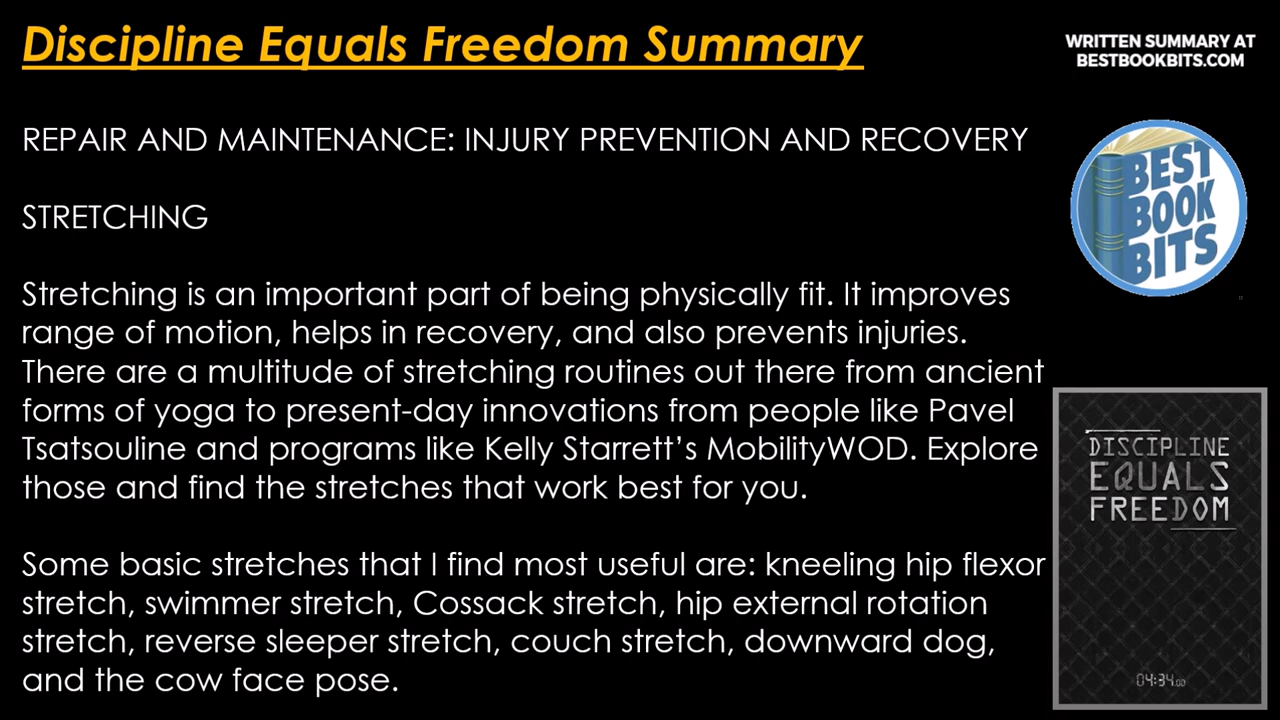 Discipline Equals Freedom Summary
WRITTEN SUMMARY AT
BESTBOOKBITS.COM
REPAIR AND MAINTENANCE: INJURY PREVENTION AND RECOVERY
STRETCHING
Stretching is an important part of being physically fit. It improves
range of motion, helps in recovery, and also prevents injuries.
There are a multitude of stretching routines out there from ancient
forms of yoga to present-day innovations from people like Pavel
Tsatsouline and programs like Kelly Starrett’s MobilityWOD. Explore
those and find the stretches that work best for you.
Some basic stretches that I find most useful are: kneeling hip flexor
stretch, swimmer stretch, Cossack stretch, hip external rotation
stretch, reverse sleeper stretch, couch stretch, downward dog,
and the cow face pose.
BEST
BOOK
BITS
DISCIPLINE
EQUALS
FREEDOM
04:34.00